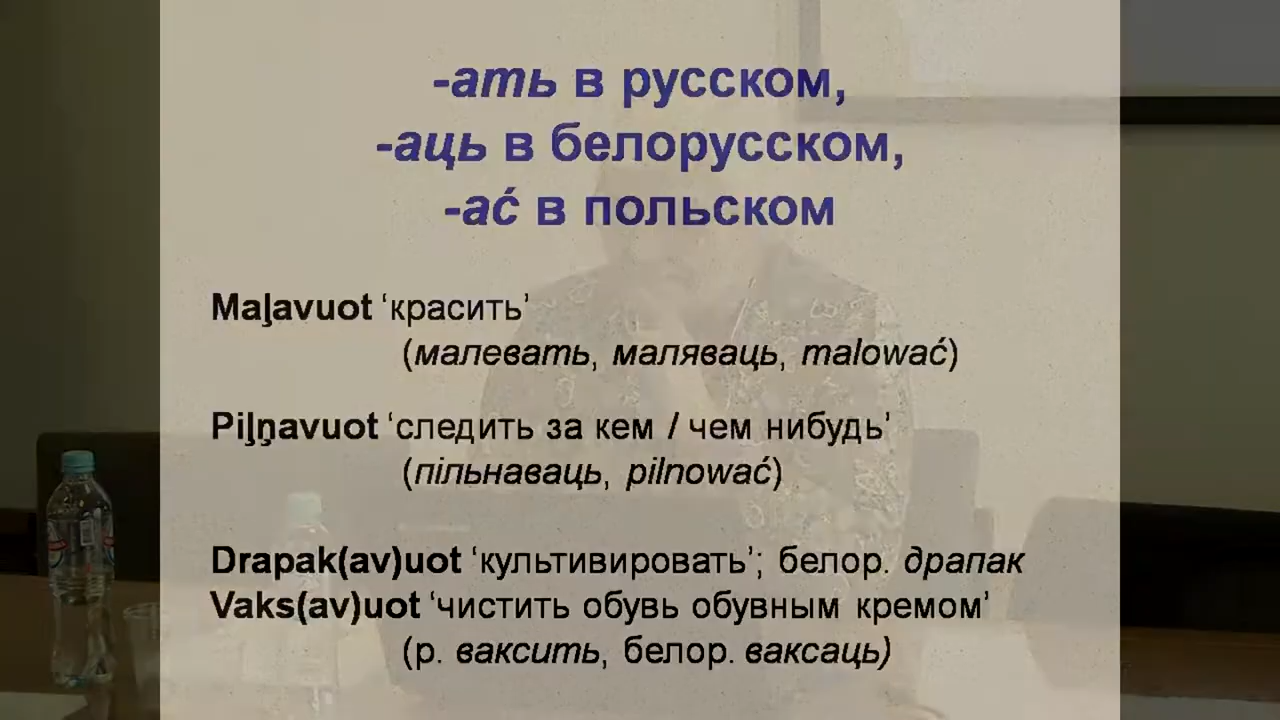 -ать в русском,
-аць в белорусском,
-ać в польском
Maļavuot ‘красить’
(малевать, маляваць, malować)
Piļņavuot ‘следить за кем / чем нибудь’
(пільнаваць, pilnować)
Drapak(av)uot ‘культивировать’; белор. драпак
Vaks(av)uot ‘чистить обувь обувным кремом’
(р. ваксить, белор. ваксаць)